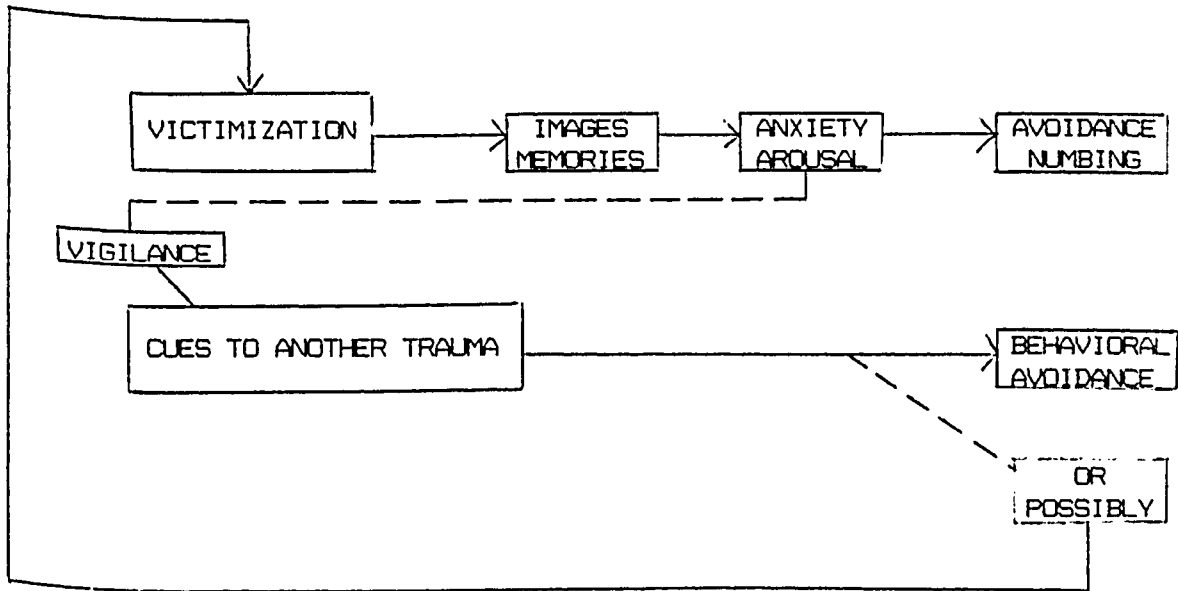 VICTIMIZATION
IMAGES
MEMORIES
ANXIETY
AROUSAL
AVOIDANCE
NUMBING
VIGILANCE
CUES TO ANOTHER TRAUMA
BEHAVIORAL
AVOIDANCE
OR
POSSIBLY